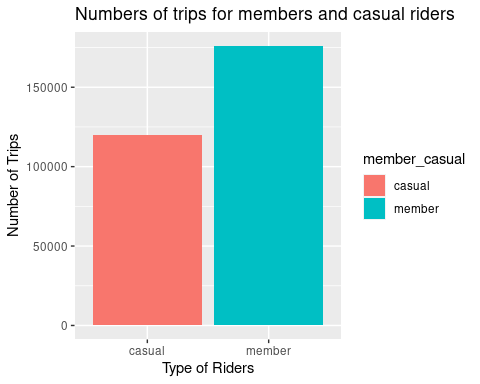 Numbers of trips for members and casual riders
Number of Trips
150000
100000
50000
0
casual
member
Type of Riders
member_casual
casual
member